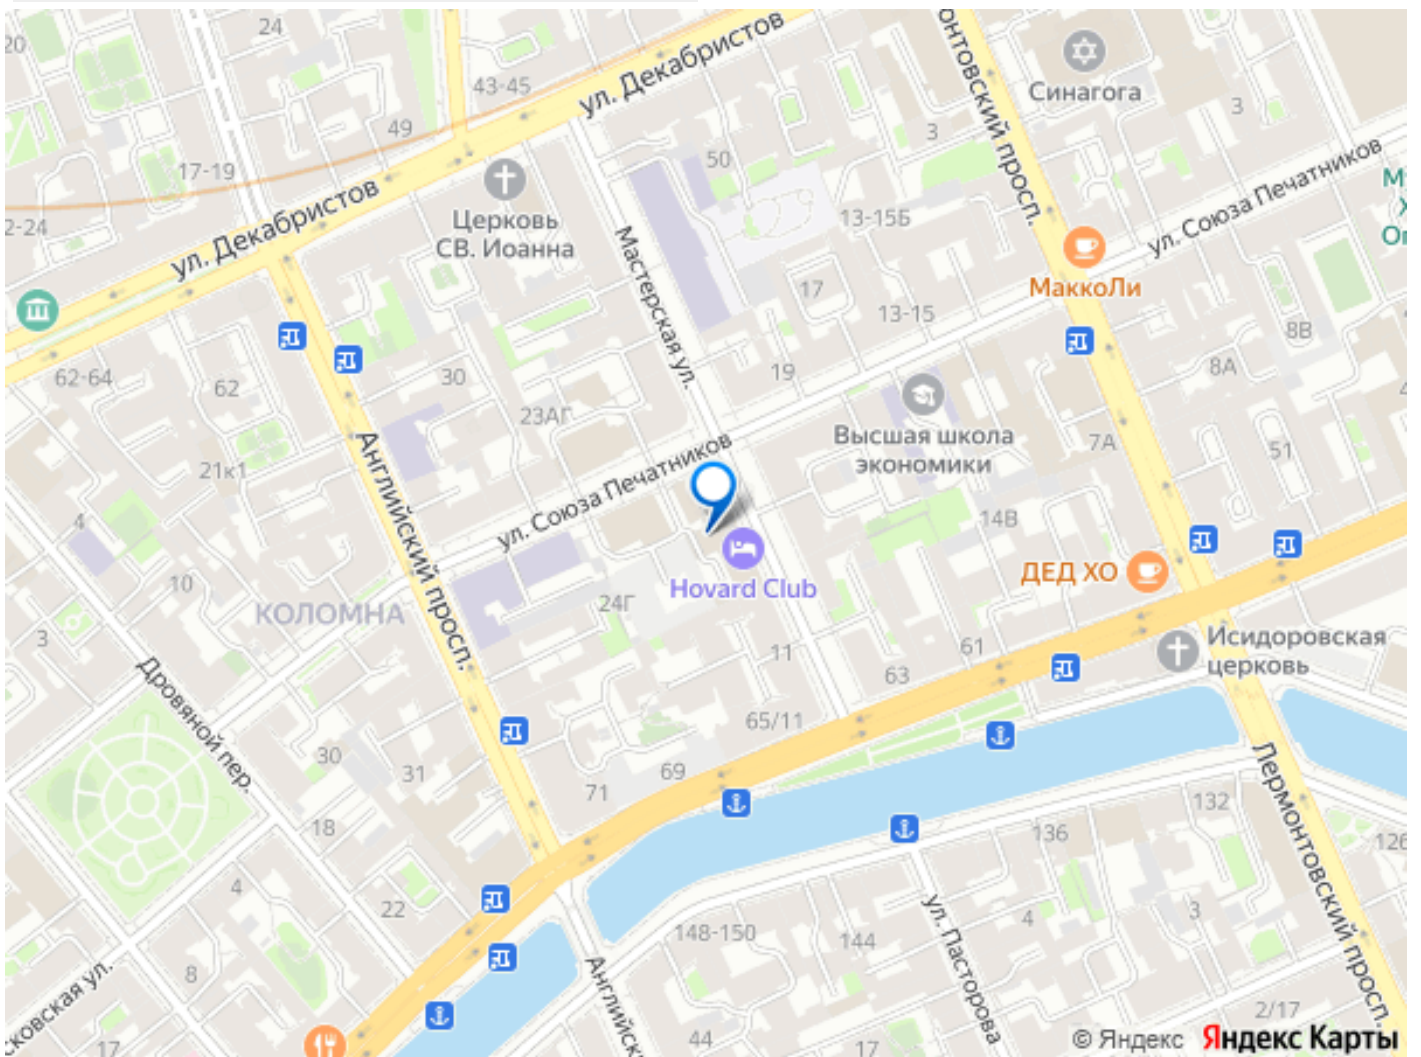 20
24
43-45
49
17-19
2-24
ул. Декабристов
ул. Декабристов
Церковь
СВ. Иоанна
50
3
Синагога
3
ул. Союза Печатников
13-15Б
Мастерская ул.
17
13-15
МаккоЛи
8В
8А
19
62-64
62
30
23АГ
Высшая школа
экономики
7А
51
21к1
Английский просп.
ул. Союза Печатников
4
10
14В
ДЕД ХО
Hovard Club
КОЛОМНА
24Г
3
11
63
61
Исидоровская
церковь
Дровяной пер.
65/11
30
31
69
71
18
132
136
126
Лермонтовский просп.
4
22
148-150
144
ул. Пасторова
4
3
8
17
44
17
2/17
© Яндекс
Яндекс Карты